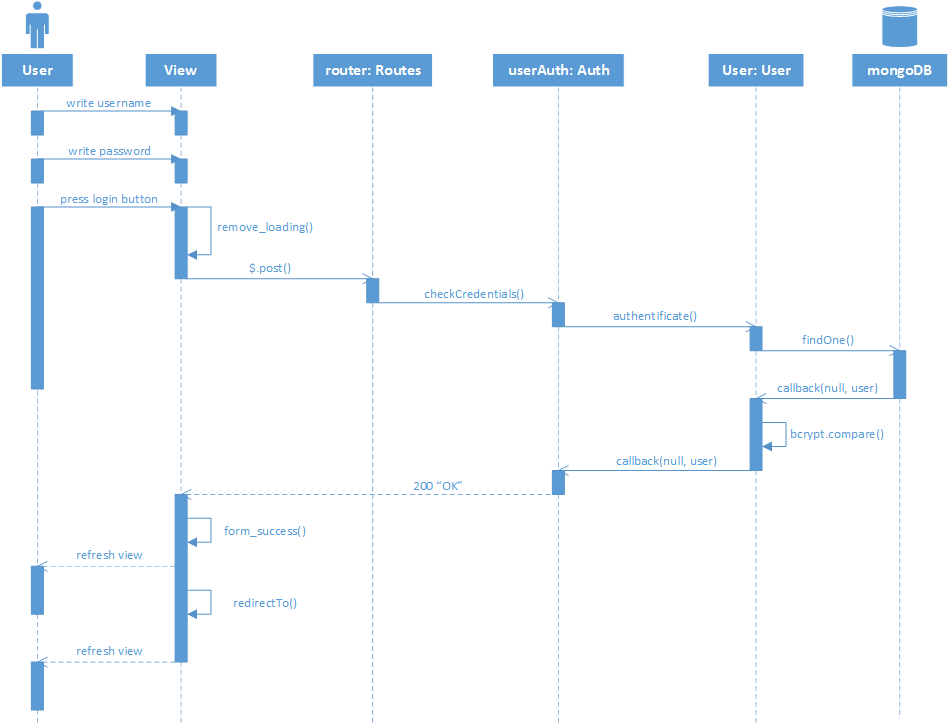 User
View
router: Routes
userAuth: Auth
User: User
mongoDB
write username
write password
press login button
remove_loading()
$.post()
checkCredentials()
authentificate()
findOne()
callback(null, user)
bcrypt.compare()
callback(null, user)
200 “OK”
form_success()
refresh view
redirectTo()
refresh view